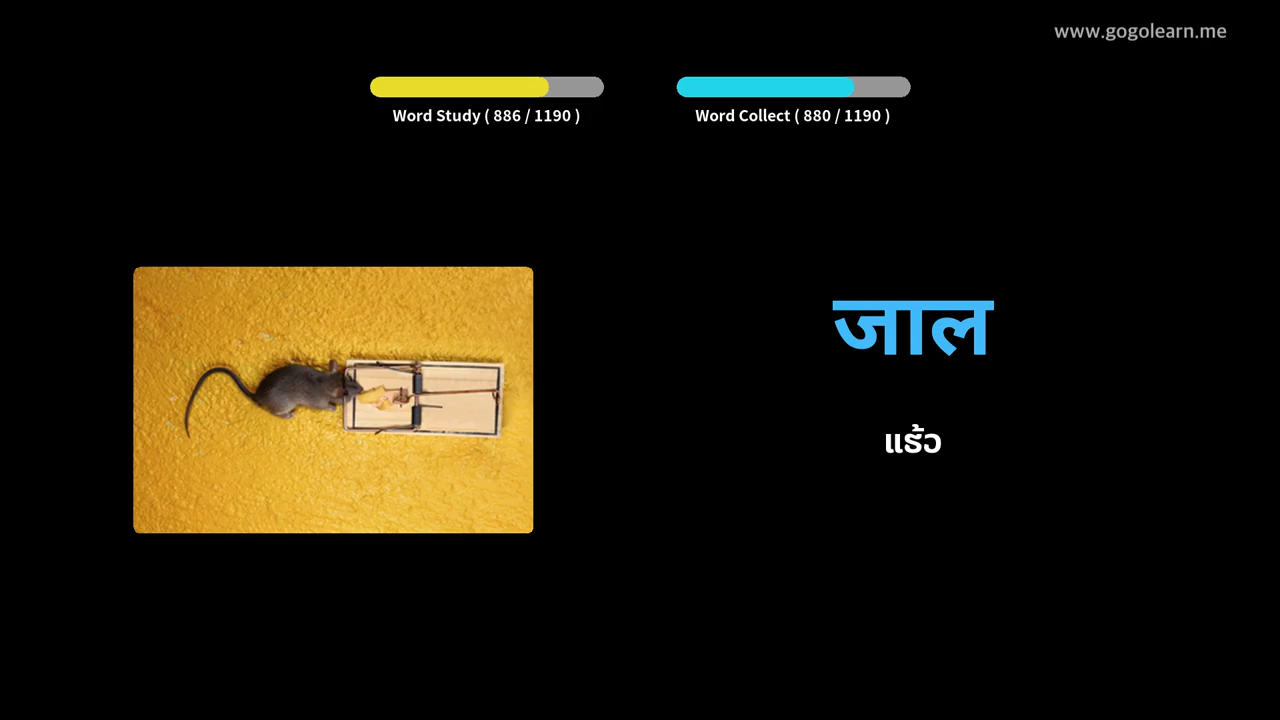 www.gogolearn.me
Word Study ( 886 / 1190 )
Word Collect ( 880 / 1190 )
जाल
แร้ว